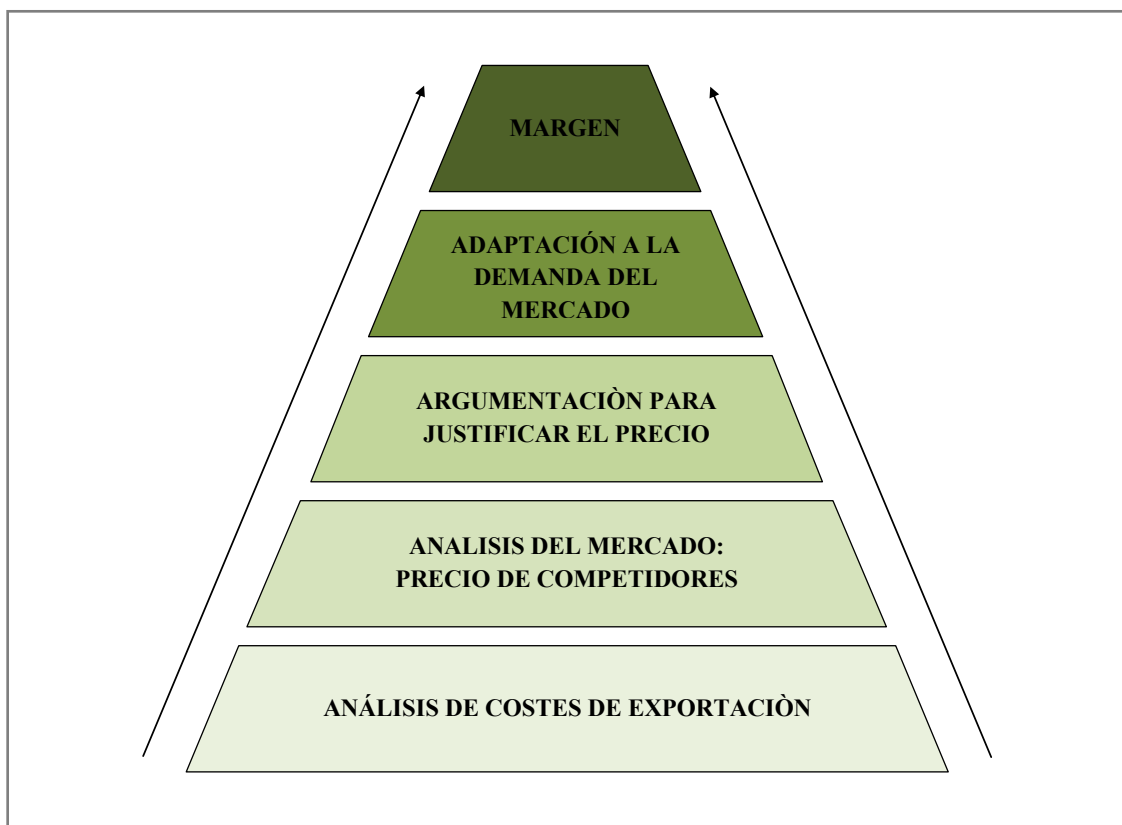 MARGEN
ADAPTACIÓN A LA
DEMANDA DEL
MERCADO
ARGUMENTACIÒN PARA
JUSTIFICAR EL PRECIO
ANALISIS DEL MERCADO:
PRECIO DE COMPETIDORES
ANÁLISIS DE COSTES DE EXPORTACIÒN